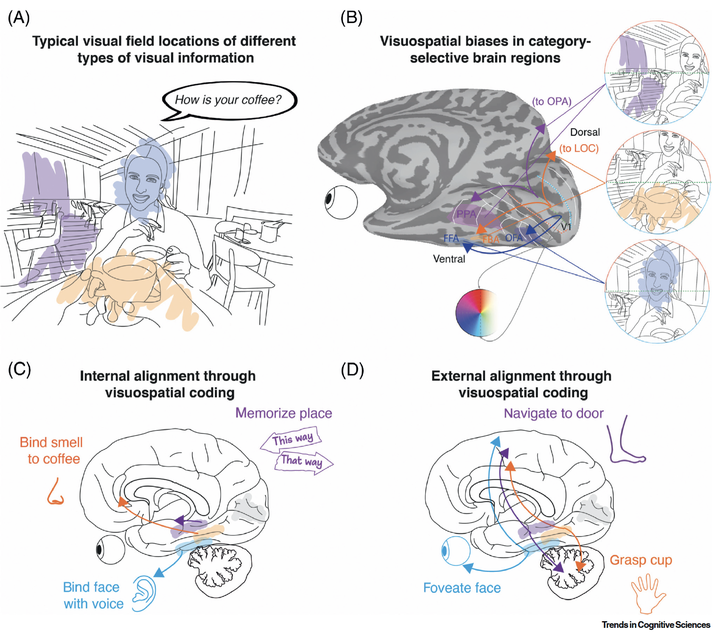 (A)
Typical visual field locations of different
types of visual information
How is your coffee?
(B)
Visuospatial biases in category-
selective brain regions
(to OPA)
Dorsal
(to LOC)
PPA
V1
FFA
OFA
Ventral
(C)
Internal alignment through
visuospatial coding
Memorize place
This way
That way
Bind smell
to coffee
Bind face
with voice
(D)
External alignment through
visuospatial coding
Navigate to door
Foveate face
Grasp cup
Trends in Cognitive Sciences